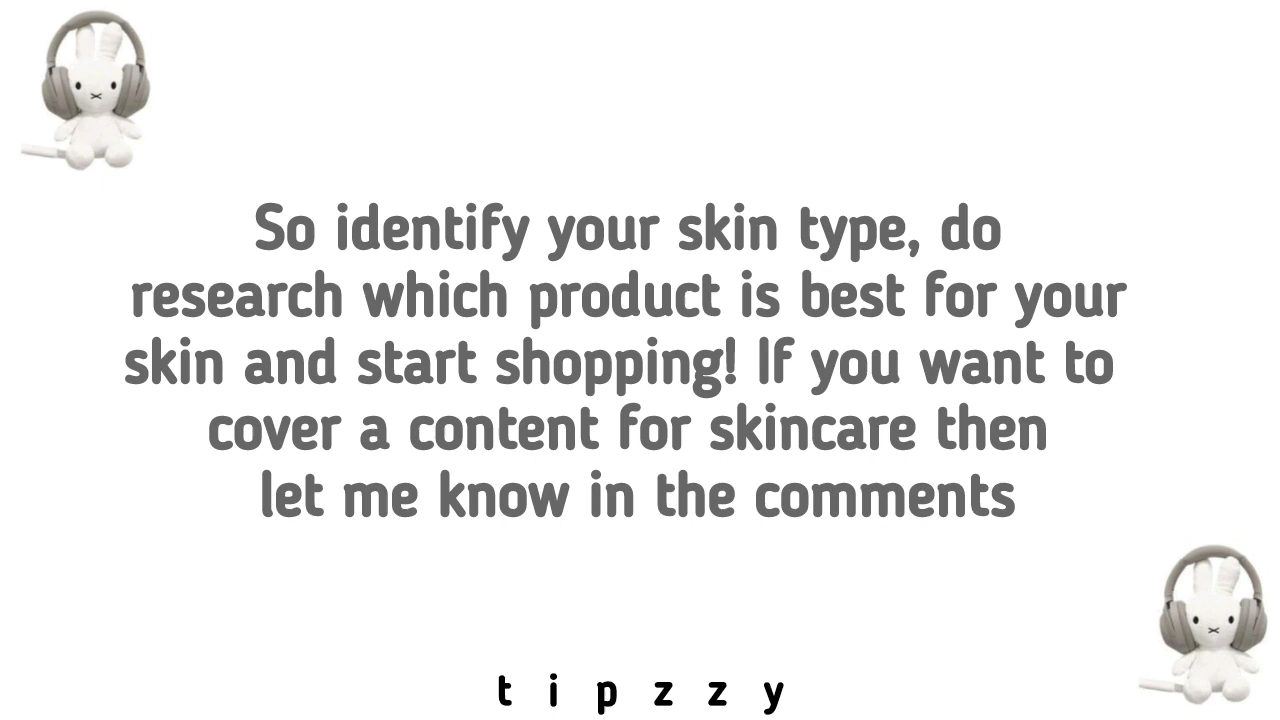 So identify your skin type, do
research which product is best for your
skin and start shopping! If you want to
cover a content for skincare then
let me know in the comments
t i p z z y